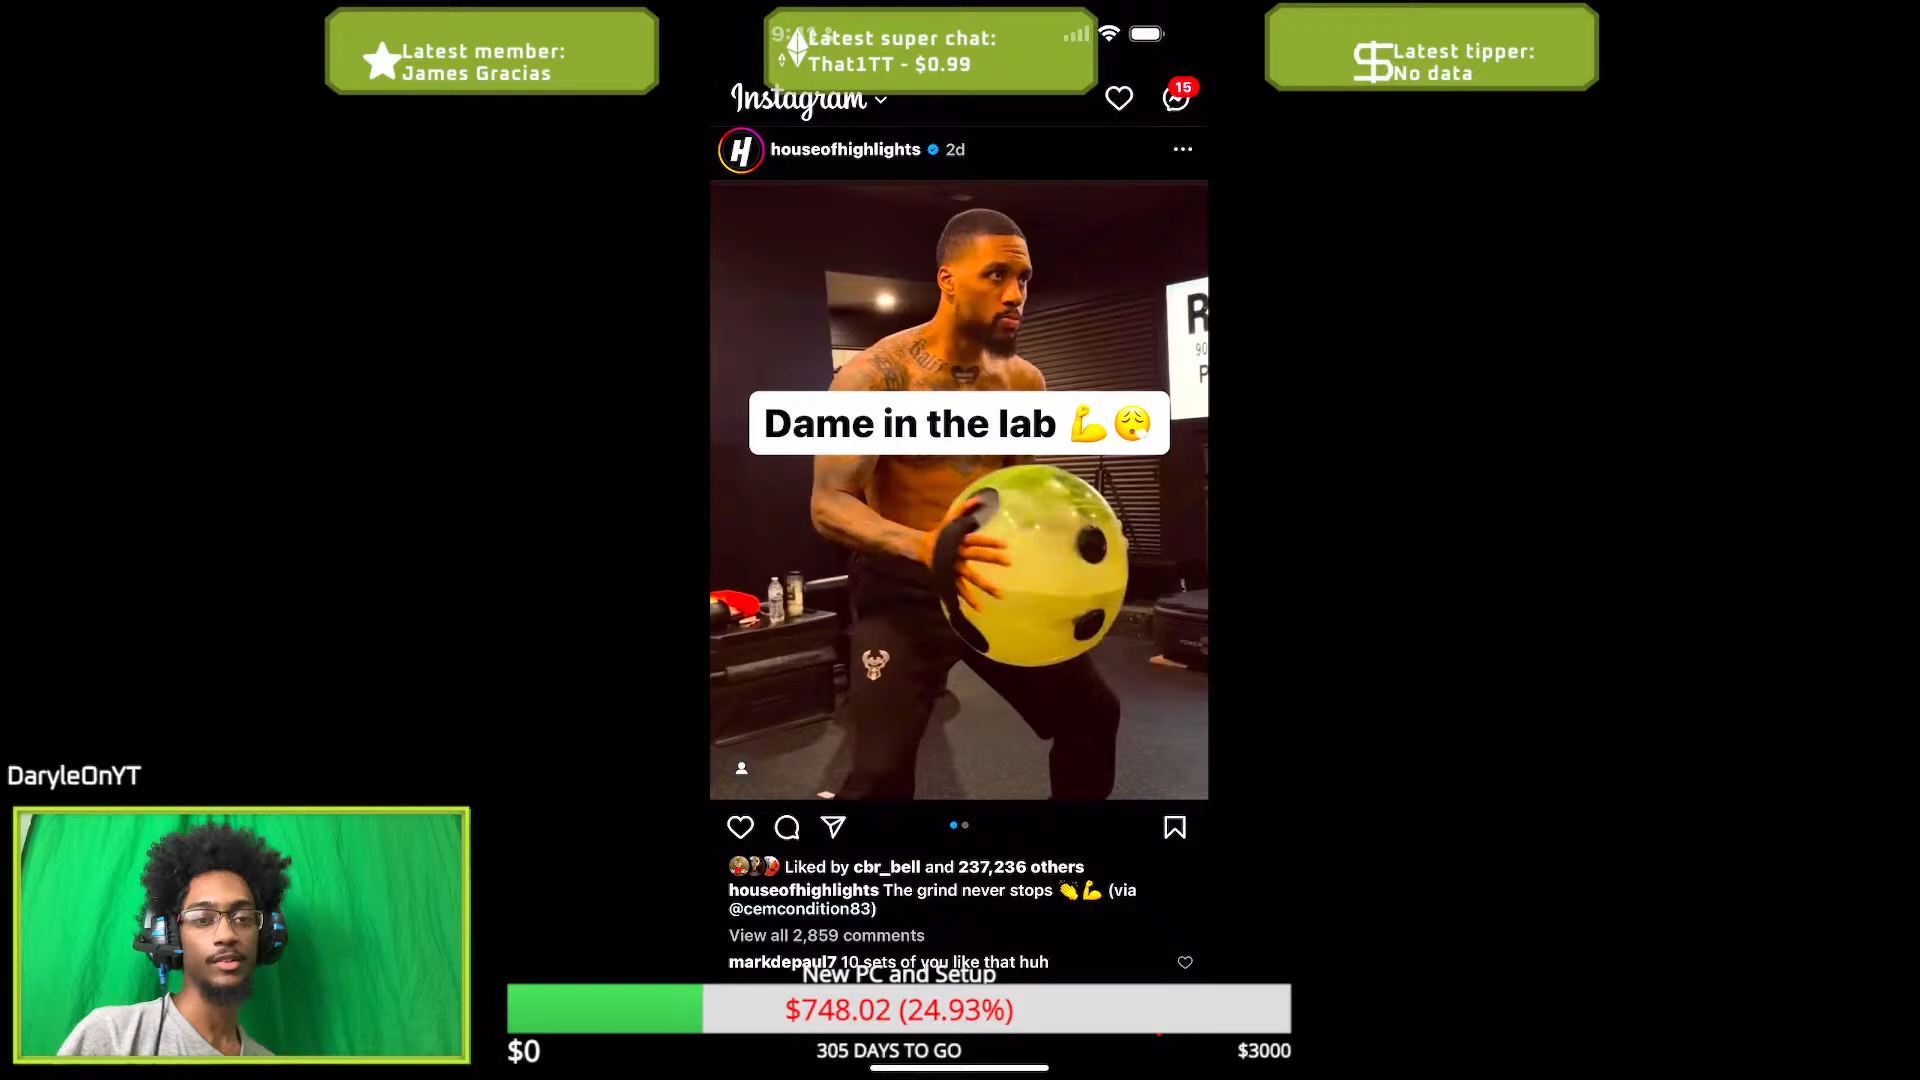 Latest member:
James Gracias
Latest super chat:
That1TT - $0.99
Latest tipper:
No data
Instagram
15
houseofhighlights 2d
H
R
90
P
Dame in the lab 💪😮‍💨
DaryleOnYT
Liked by cbr_bell and 237,236 others
houseofhighlights The grind never stops 👏💪 (via
@cemcondition83)
View all 2,859 comments
markdepaul7 10 sets of you like that huh
New PC and Setup
$748.02 (24.93%)
$0
305 DAYS TO GO
$3000